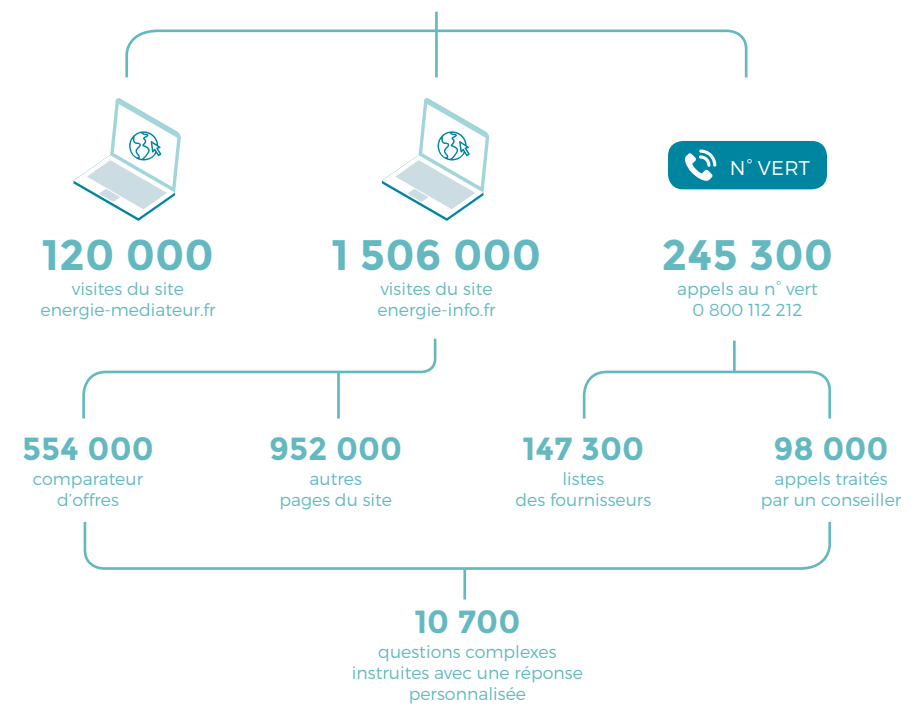 N° VERT
120 000
visites du site
energie-mediateur.fr
1 506 000
visites du site
energie-info.fr
245 300
appels au n° vert
0 800 112 212
554 000
comparateur
d'offres
952 000
autres
pages du site
147 300
listes
des fournisseurs
98 000
appels traités
par un conseiller
10 700
questions complexes
instruites avec une réponse
personnalisée